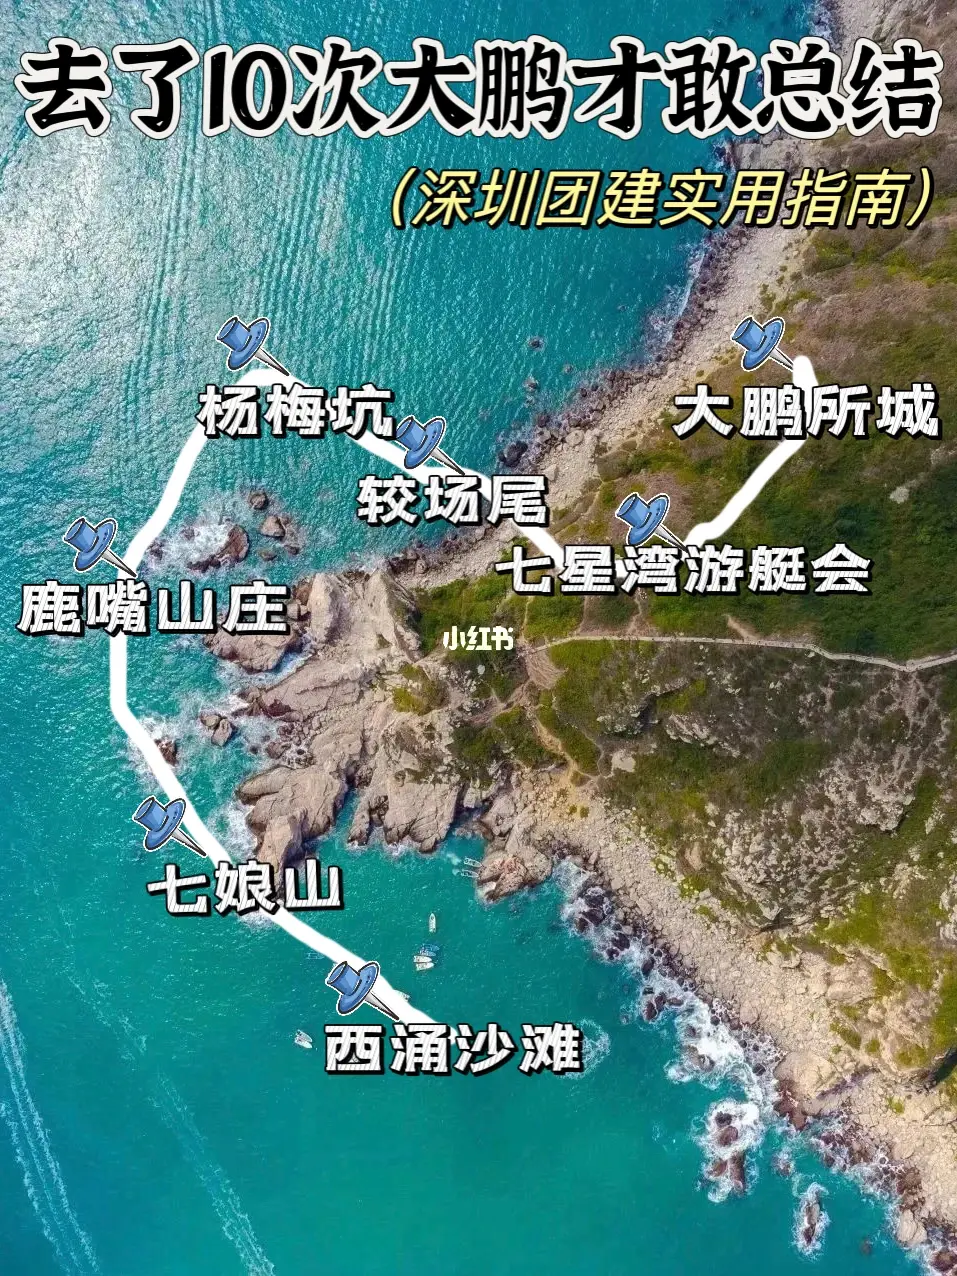 去了10次大鹏才敢总结
（深圳团建实用指南）
杨梅坑
大鹏所城
较场尾
七星湾游艇会
鹿嘴山庄
小红书
七娘山
西涌沙滩